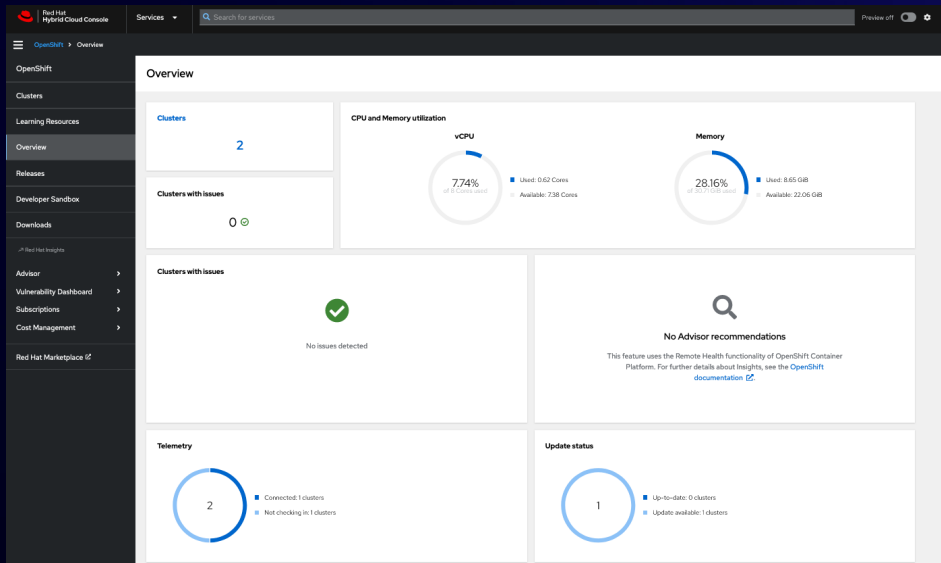 Red Hat
Hybrid Cloud Console
Services
Search for services
Preview off
OpenShift > Overview
OpenShift
Clusters
Learning Resources
Overview
Releases
Developer Sandbox
Downloads
Red Hat Insights
Advisor
Vulnerability Dashboard
Subscriptions
Cost Management
Red Hat Marketplace
Overview
Clusters
2
Clusters with issues
0
CPU and Memory utilization
vCPU
7.74%
of 8 Cores used
Used: 0.62 Cores
Available: 7.38 Cores
Memory
28.16%
of 30.71 GiB used
Used: 8.65 GiB
Available: 22.06 GiB
Clusters with issues
No issues detected
No Advisor recommendations
This feature uses the Remote Health functionality of OpenShift Container
Platform. For further details about Insights, see the OpenShift
documentation.
Telemetry
2
Connected: 1 clusters
Not checking in: 1 clusters
Update status
1
Up-to-date: 0 clusters
Update available: 1 clusters